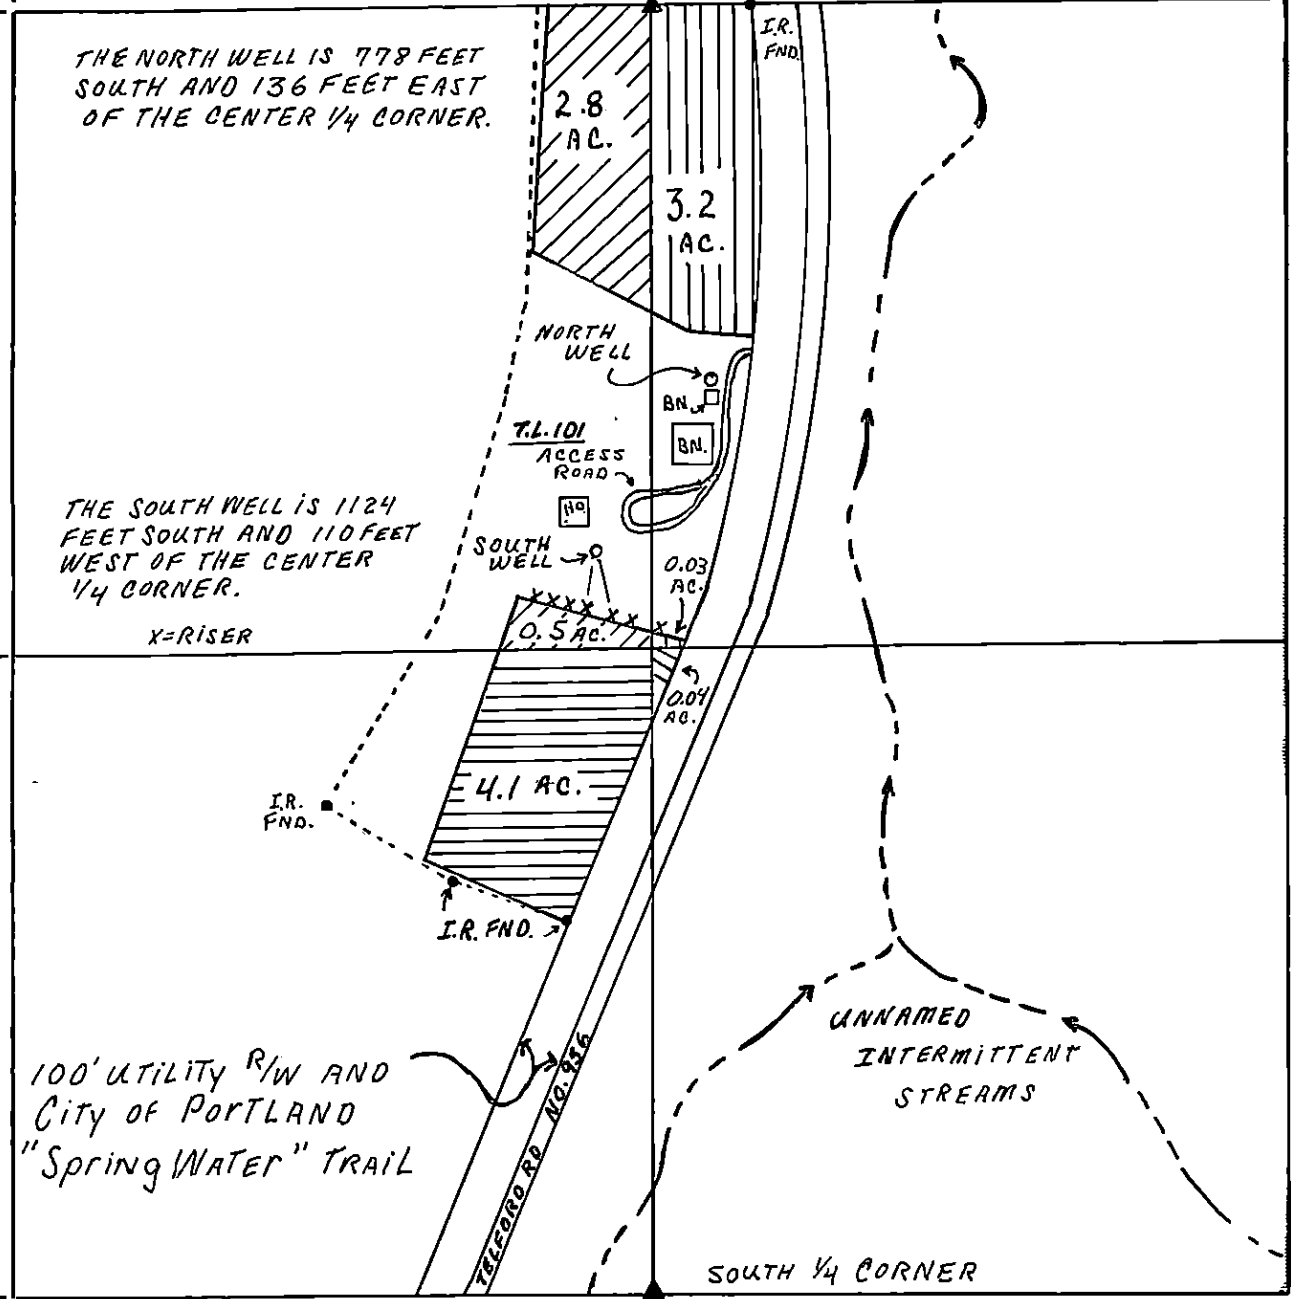 THE NORTH WELL IS 778 FEET
SOUTH AND 136 FEET EAST
OF THE CENTER 1/4 CORNER.
I.R.
FND.
2.8
AC.
3.2
AC.
NORTH
WELL
BN.
BN.
T.L.101
ACCESS
ROAD
HO
THE SOUTH WELL iS 1124
FEET SOUTH AND 110 FEET
WEST OF THE CENTER
1/4 CORNER.
X=RiSER
SOUTH
WELL
0.03
AC.
X X X X X X X X
0.5 AC.
0.04
AC.
4.1 AC.
I.R.
FND.
I.R. FND.
UNNAMED
INTERMITTENT
STREAMS
100' UTiLiTy R/W AND
CiTy OF PORTLAND
"Spring WATER" TRAiL
TELFORD RD NO. 956
SOUTH 1/4 CORNER